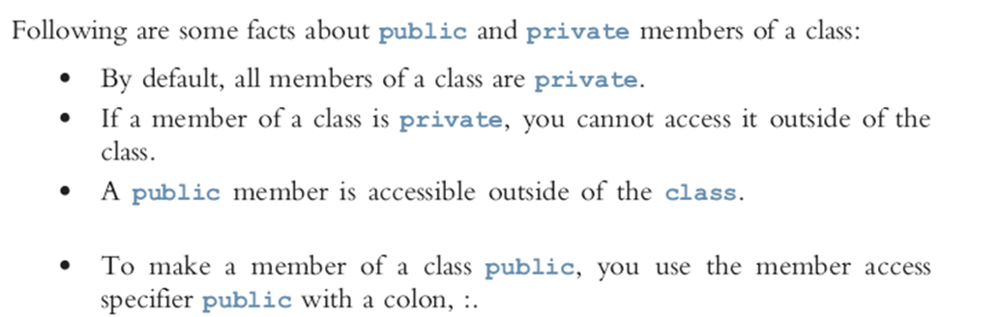 Following are some facts about public and private members of a class:
• By default, all members of a class are private.
• If a member of a class is private, you cannot access it outside of the
class.
• A public member is accessible outside of the class.
• To make a member of a class public, you use the member access
specifier public with a colon, :.